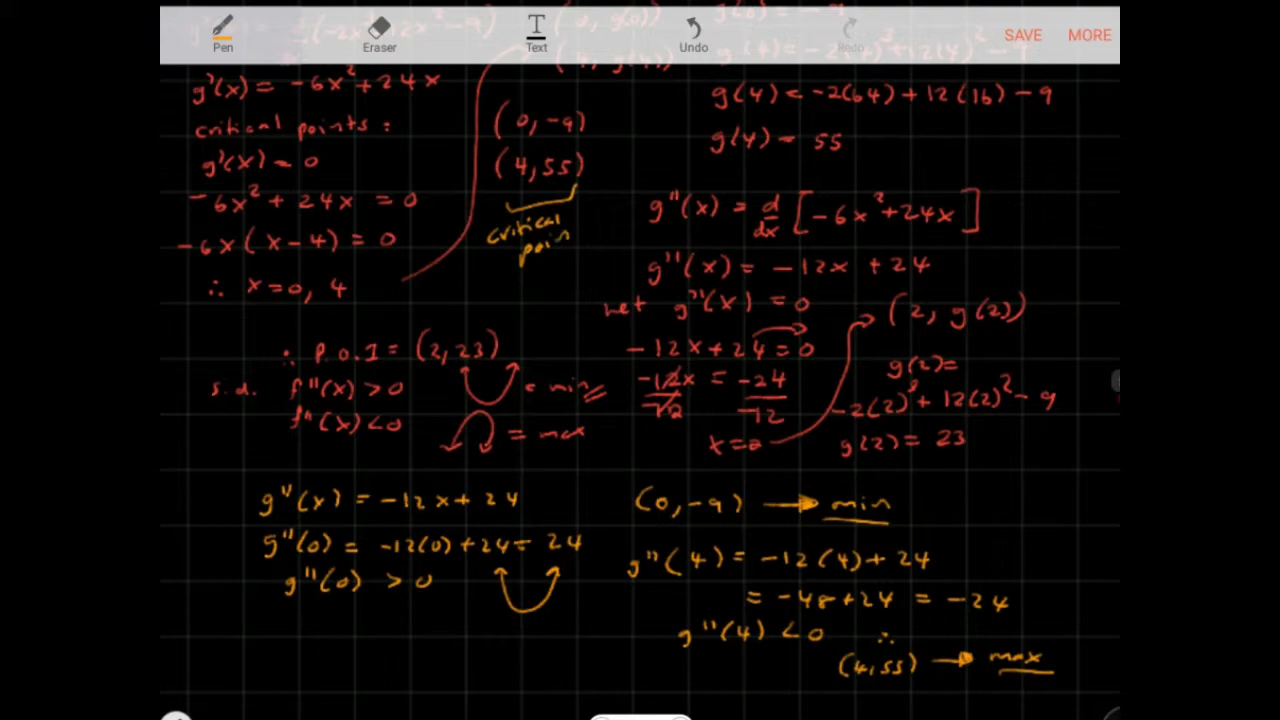 Pen
Eraser
Text
Undo
Redo
SAVE
MORE
g'(x) = -6x² + 24x
critical points:
g'(x) = 0
-6x² + 24x = 0
-6x(x-4) = 0
∴ x = 0, 4
(0, -9)
(4, 55)
critical
poin
g(4) = -2(64) + 12(16) - 9
g(4) = 55
g''(x) = d/dx [-6x² + 24x]
g''(x) = -12x + 24
let g''(x) = 0
-12x + 24 = 0
-12x/-12 = -24/-12
x = 2
(2, g(2))
g(2) =
-2(2)³ + 12(2)² - 9
g(2) = 23
∴ P.O.I = (2, 23)
s.d. f''(x) > 0 = min
f''(x) < 0 = max
g''(x) = -12x + 24
g''(0) = -12(0) + 24 = 24
g''(0) > 0
(0, -9) → min
g''(4) = -12(4) + 24
= -48 + 24 = -24
g''(4) < 0 ∴
(4, 55) → max